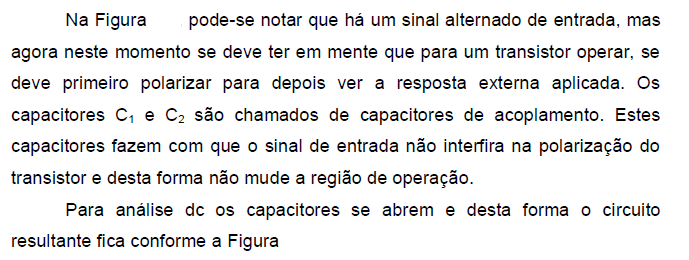 Na Figura pode-se notar que há um sinal alternado de entrada, mas
agora neste momento se deve ter em mente que para um transistor operar, se
deve primeiro polarizar para depois ver a resposta externa aplicada. Os
capacitores C₁ e C₂ são chamados de capacitores de acoplamento. Estes
capacitores fazem com que o sinal de entrada não interfira na polarização do
transistor e desta forma não mude a região de operação.
Para análise dc os capacitores se abrem e desta forma o circuito
resultante fica conforme a Figura